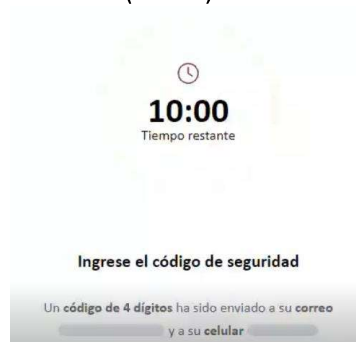 10:00
Tiempo restante
Ingrese el código de seguridad
Un código de 4 dígitos ha sido enviado a su correo
y a su celular